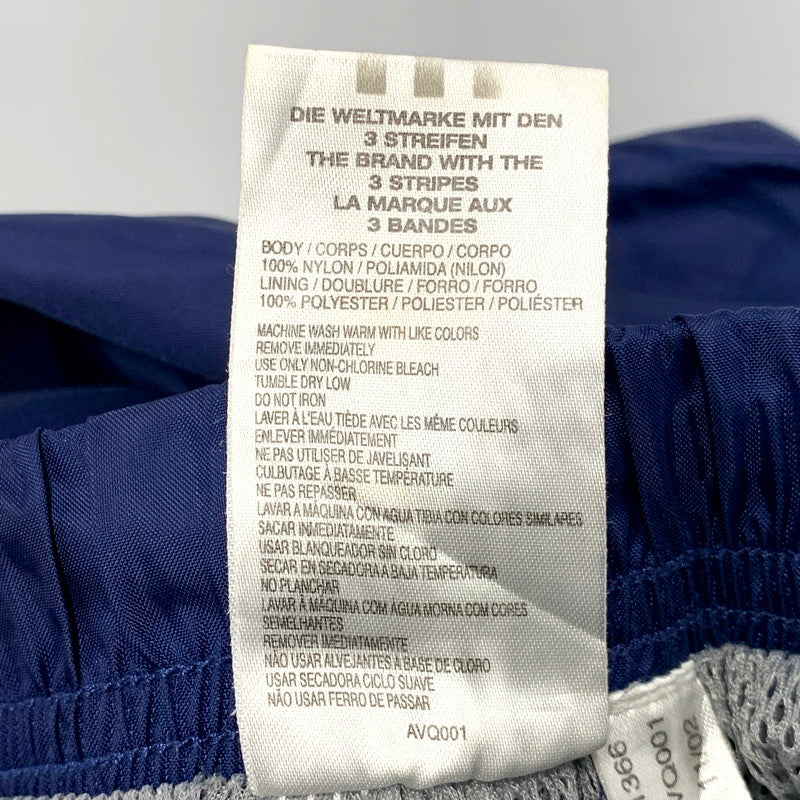 DIE WELTMARKE MIT DEN
3 STREIFEN
THE BRAND WITH THE
3 STRIPES
LA MARQUE AUX
3 BANDES
BODY / CORPS / CUERPO / CORPO
100% NYLON / POLIAMIDA (NILON)
LINING / DOUBLURE / FORRO / FORRO
100% POLYESTER / POLIESTER / POLIÉSTER
MACHINE WASH WARM WITH LIKE COLORS
REMOVE IMMEDIATELY
USE ONLY NON-CHLORINE BLEACH
TUMBLE DRY LOW
DO NOT IRON
LAVER À L'EAU TIÈDE AVEC LES MÊME COULEURS
ENLEVER IMMÉDIATEMENT
NE PAS UTILISER DE JAVELISANT
CULBUTAGE À BASSE TEMPÉRATURE
NE PAS REPASSER
LAVAR A MÁQUINA CON AGUA TIBIA CON COLORES SIMILARES
SACAR INMEDIATAMENTE
USAR BLANQUEADOR SIN CLORO
SECAR EN SECADORA A BAJA TEMPERATURA
NO PLANCHAR
LAVAR À MÁQUINA COM ÁGUA MORNA COM CORES
SEMELHANTES
REMOVER IMEDIATAMENTE
NÃO USAR ALVEJANTES A BASE DE CLORO
USAR SECADORA CICLO SUAVE
NÃO USAR FERRO DE PASSAR
AVQ001
1366
VQ001
11/02